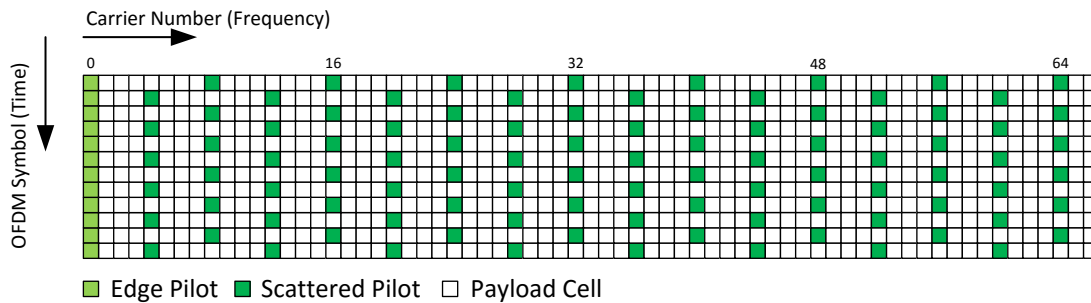 Carrier Number (Frequency)
OFDM Symbol (Time)
0 16 32 48 64
Edge Pilot Scattered Pilot Payload Cell